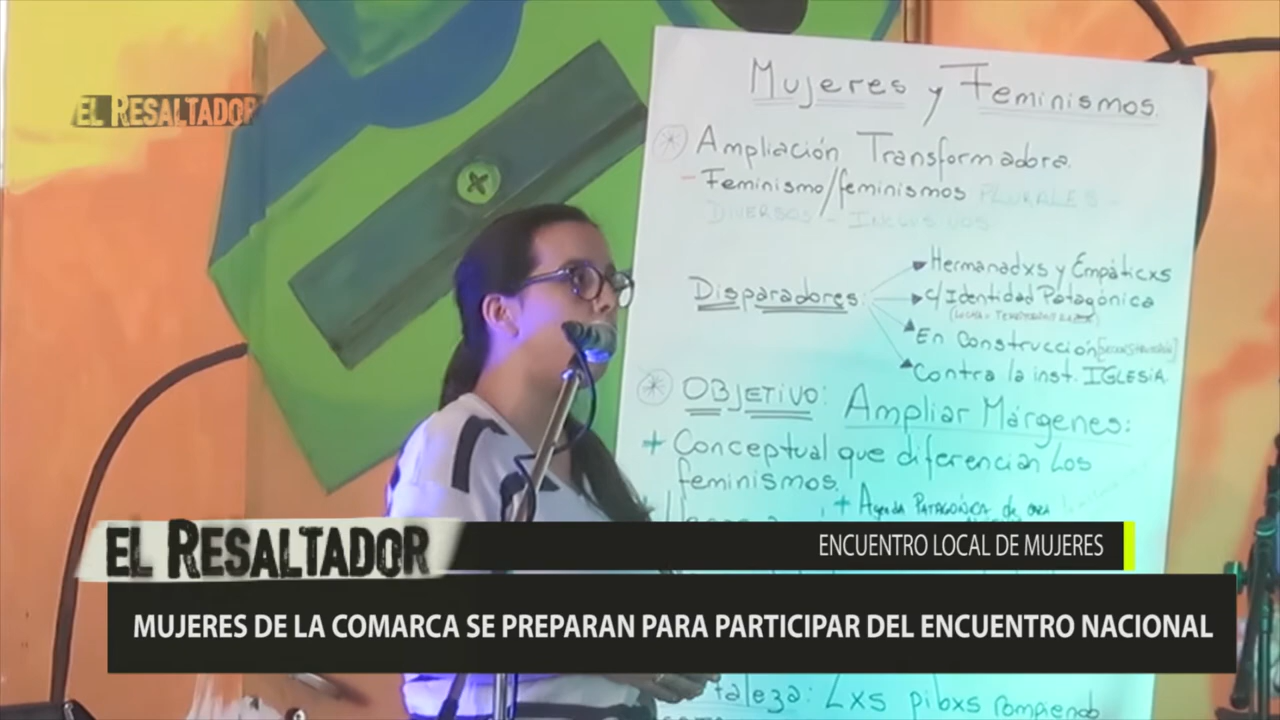 EL RESALTADOR
Mujeres y Feminismos
Ampliación Transformadora.
- Feminismo/feminismos PLURALES -
DIVERSOS - INCLUSIVOS
Disparadores:
Hermanadxs y Empáticxs
c/Identidad Patagónica
En Construcción
Contra la inst. IGLESIA.
OBJETIVO: Ampliar Márgenes:
+ Conceptual que diferencian los
feminismos.
+ Agenda PATAGÓNICA de
EL RESALTADOR
ENCUENTRO LOCAL DE MUJERES
MUJERES DE LA COMARCA SE PREPARAN PARA PARTICIPAR DEL ENCUENTRO NACIONAL
taleza: Lxs pibxs rompiendo